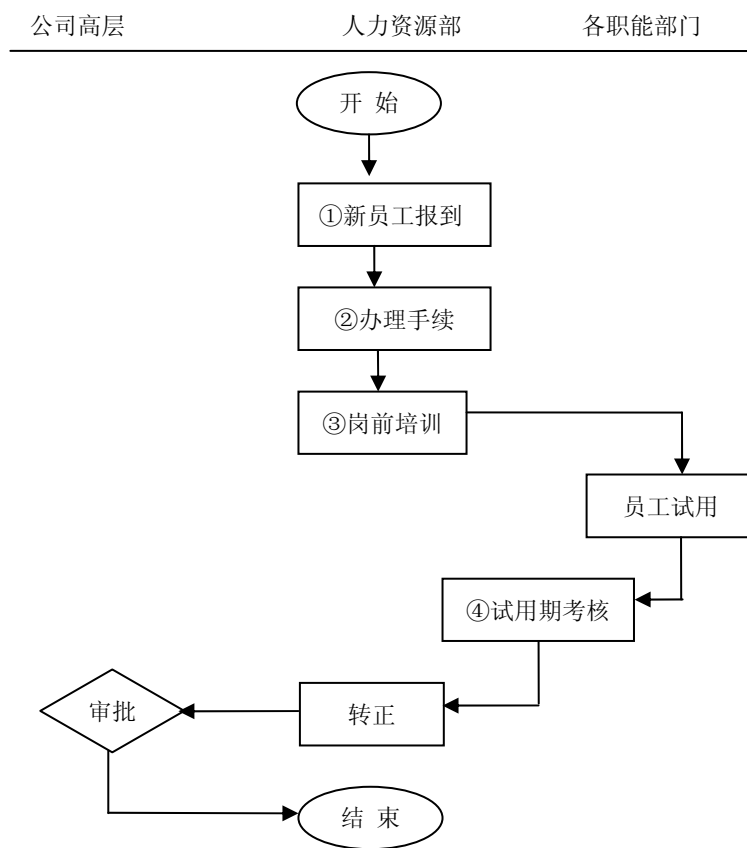 公司高层 人力资源部 各职能部门
开 始
①新员工报到
②办理手续
③岗前培训
员工试用
④试用期考核
审批 转正
结 束